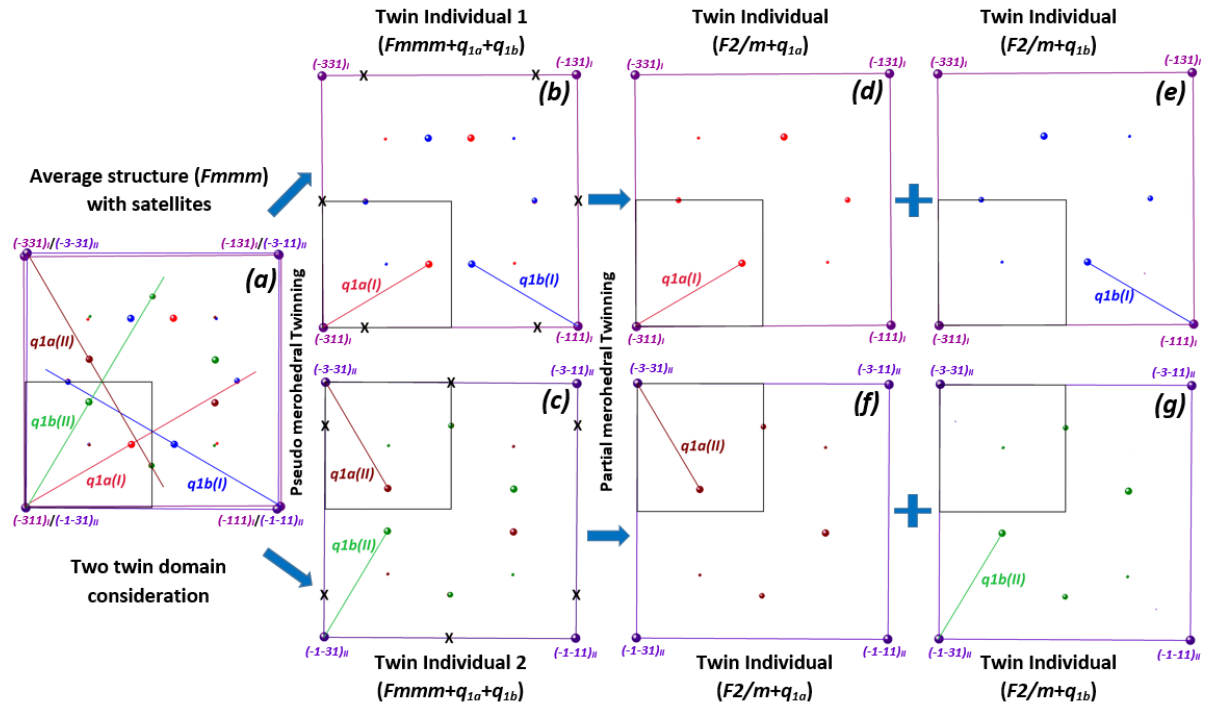 Twin Individual 1
(Fmmm+q1a+q1b)
Twin Individual
(F2/m+q1a)
Twin Individual
(F2/m+q1b)
(-331)I
X
X
(-131)I
(b)
X
X
q1a(I)
q1b(I)
(-311)I
X
X
(-111)I
(-331)I
(-131)I
(d)
q1a(I)
(-311)I
(-111)I
(-331)I
(-131)I
(e)
q1b(I)
(-311)I
(-111)I
Average structure (Fmmm)
with satellites
(-331)I/(-3-31)II
(-131)I/(-3-11)II
(a)
q1a(II)
q1b(II)
q1a(I)
q1b(I)
(-311)I/(-1-31)II
(-111)I/(-1-11)II
Two twin domain
consideration
Pseudo merohedral Twinning
Partial merohedral Twinning
(-3-31)II
X
(-3-11)II
(c)
X
X
q1a(II)
q1b(II)
X
X
(-1-31)II
X
(-1-11)II
(-3-31)II
(-3-11)II
(f)
q1a(II)
(-1-31)II
(-1-11)II
(-3-31)II
(-3-11)II
(g)
q1b(II)
(-1-31)II
(-1-11)II
Twin Individual 2
(Fmmm+q1a+q1b)
Twin Individual
(F2/m+q1a)
Twin Individual
(F2/m+q1b)